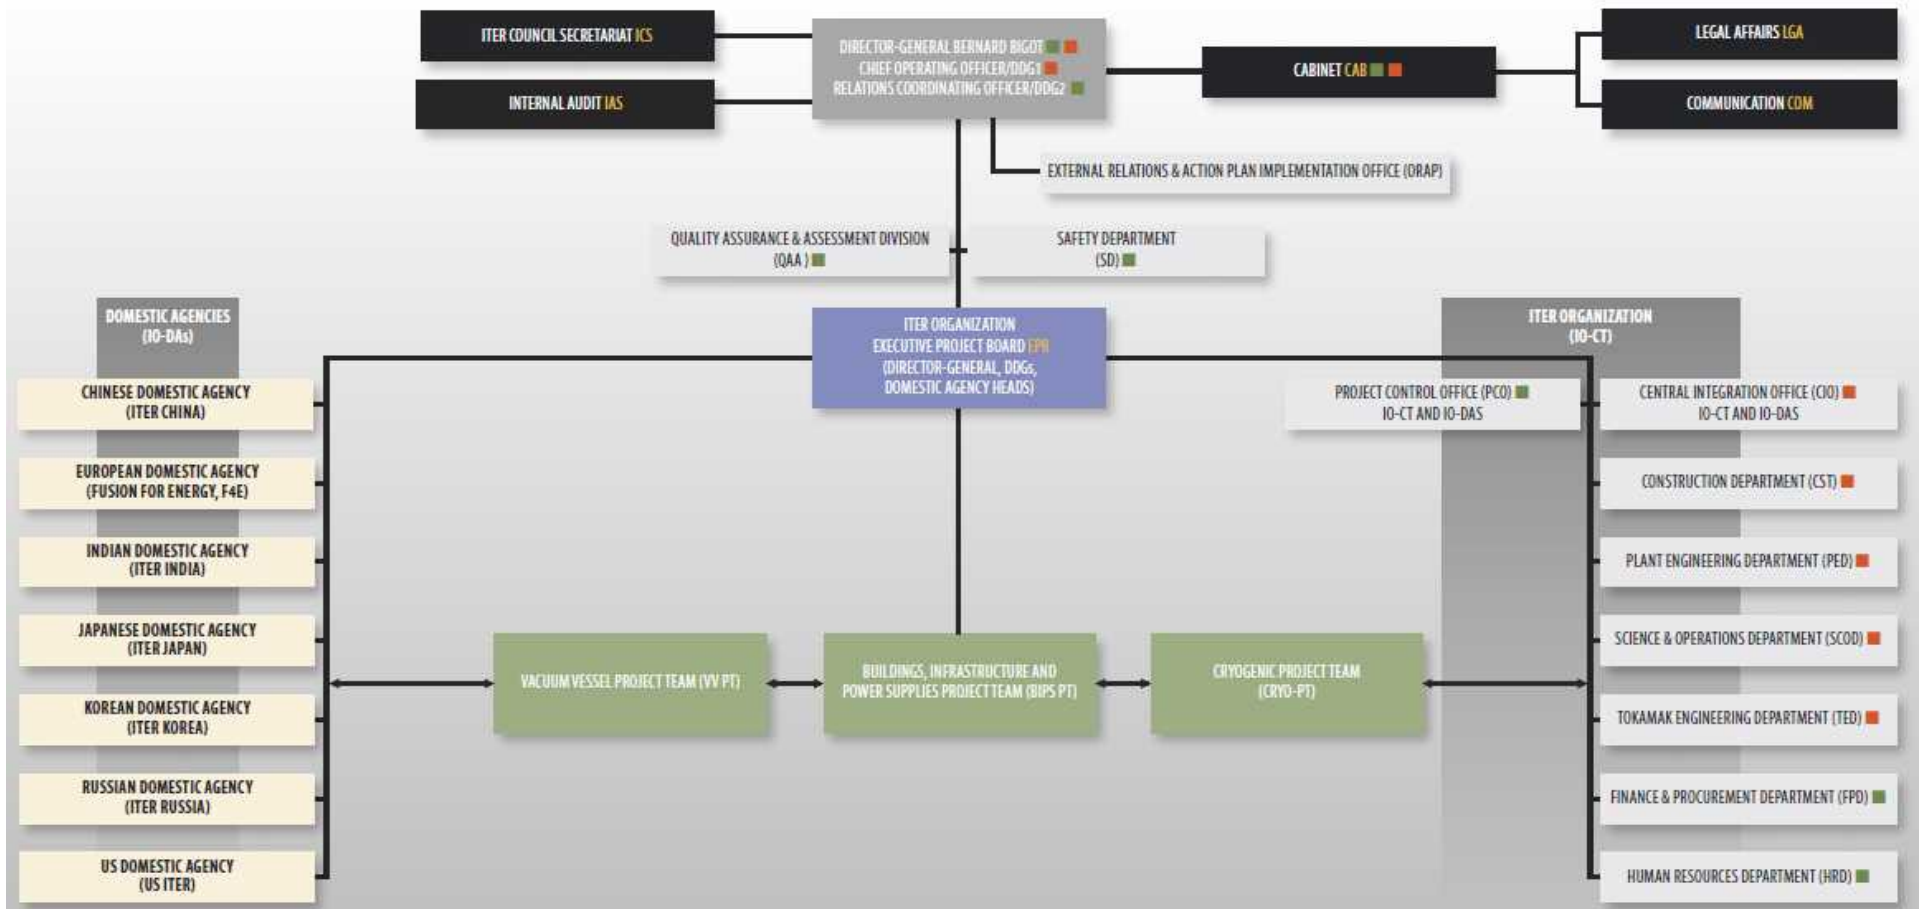 ITER COUNCIL SECRETARIAT ICS
INTERNAL AUDIT IAS
DIRECTOR-GENERAL BERNARD BIGOT
CHIEF OPERATING OFFICER/DDG1
RELATIONS COORDINATING OFFICER/DDG2
CABINET CAB
LEGAL AFFAIRS LGA
COMMUNICATION COM
EXTERNAL RELATIONS & ACTION PLAN IMPLEMENTATION OFFICE (ORAP)
QUALITY ASSURANCE & ASSESSMENT DIVISION
(QAA )
SAFETY DEPARTMENT
(SD)
ITER ORGANIZATION
EXECUTIVE PROJECT BOARD
(DIRECTOR-GENERAL, DDGs,
DOMESTIC AGENCY HEADS)
DOMESTIC AGENCIES
(IO-DAs)
CHINESE DOMESTIC AGENCY
(ITER CHINA)
EUROPEAN DOMESTIC AGENCY
(FUSION FOR ENERGY, F4E)
INDIAN DOMESTIC AGENCY
(ITER INDIA)
JAPANESE DOMESTIC AGENCY
(ITER JAPAN)
KOREAN DOMESTIC AGENCY
(ITER KOREA)
RUSSIAN DOMESTIC AGENCY
(ITER RUSSIA)
US DOMESTIC AGENCY
(US ITER)
VACUUM VESSEL PROJECT TEAM (VV PT)
BUILDINGS, INFRASTRUCTURE AND
POWER SUPPLIES PROJECT TEAM (BIPS PT)
CRYOGENIC PROJECT TEAM
(CRYO-PT)
ITER ORGANIZATION
(IO-CT)
PROJECT CONTROL OFFICE (PCO)
IO-CT AND IO-DAS
CENTRAL INTEGRATION OFFICE (CIO)
IO-CT AND IO-DAS
CONSTRUCTION DEPARTMENT (CST)
PLANT ENGINEERING DEPARTMENT (PED)
SCIENCE & OPERATIONS DEPARTMENT (SCOD)
TOKAMAK ENGINEERING DEPARTMENT (TED)
FINANCE & PROCUREMENT DEPARTMENT (FPD)
HUMAN RESOURCES DEPARTMENT (HRD)